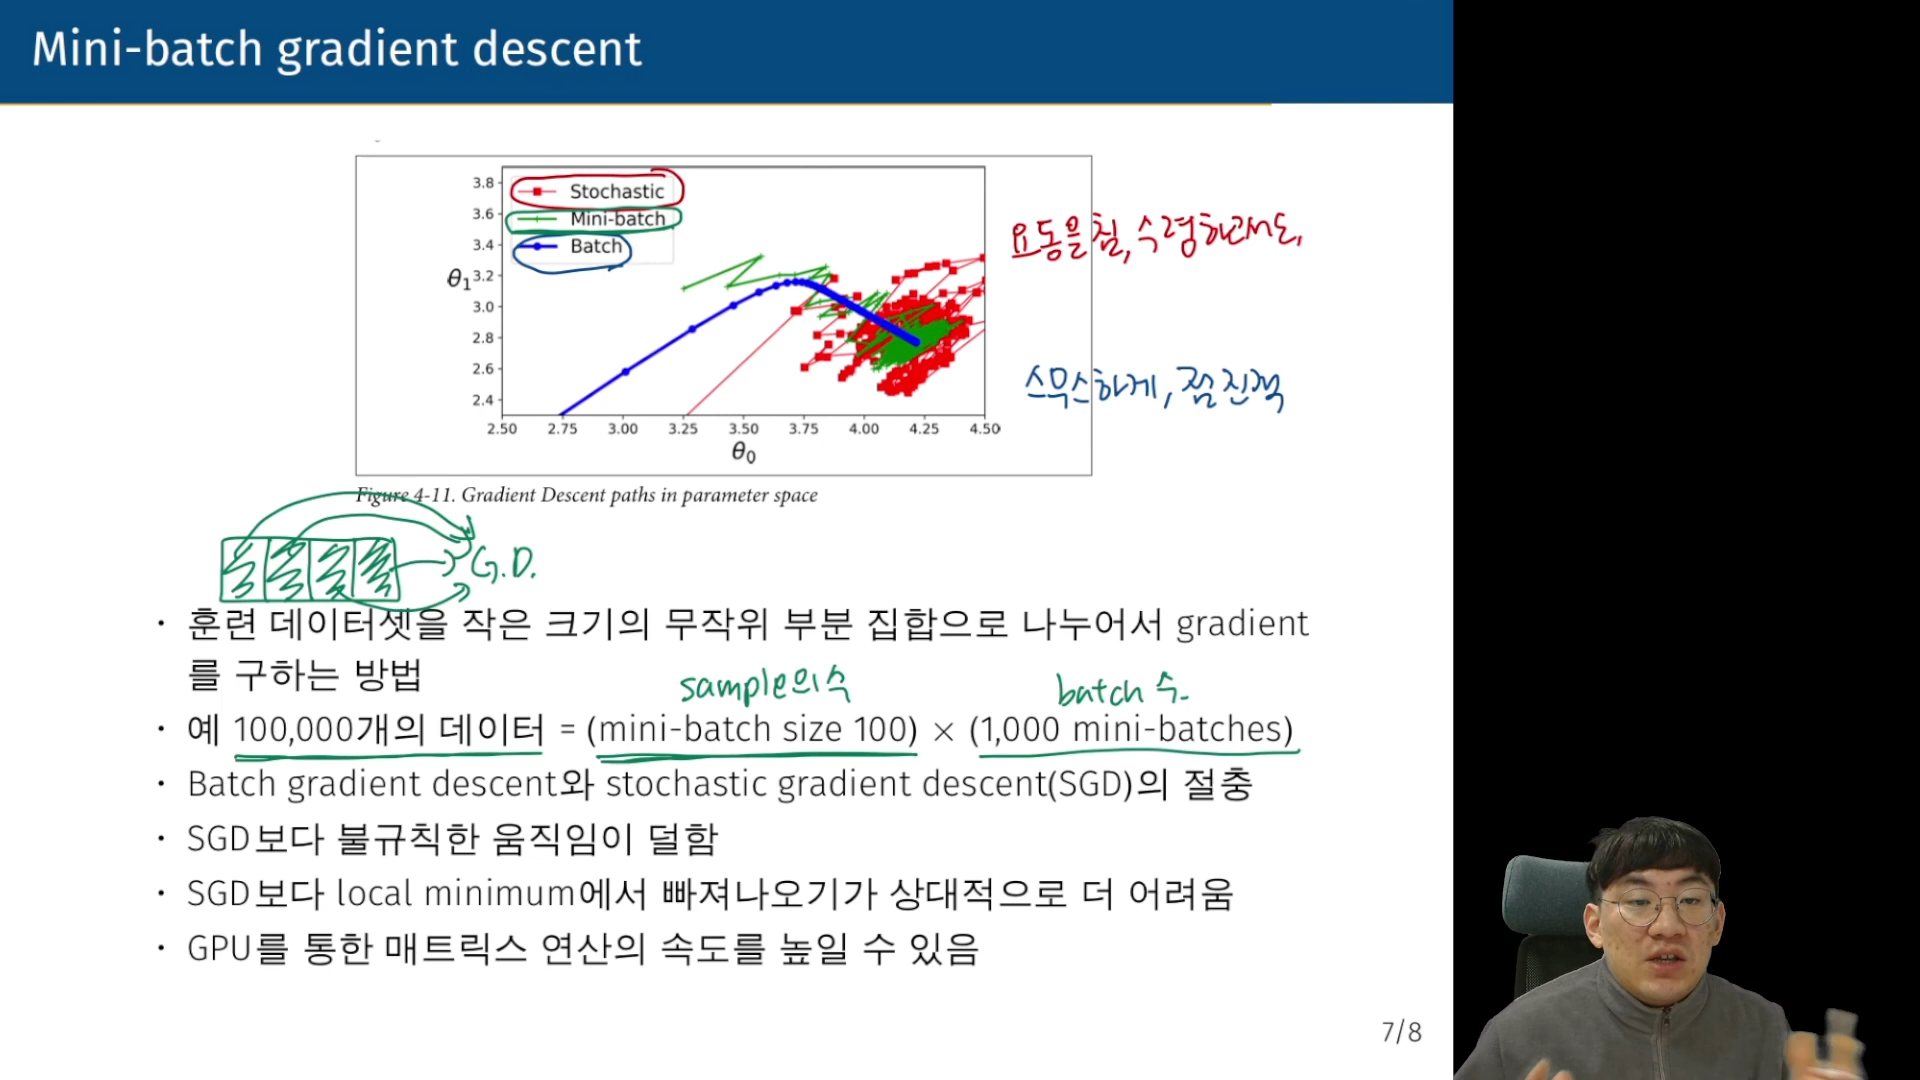 Mini-batch gradient descent
Stochastic
Mini-batch
Batch
3.8
3.6
3.4
3.2
3.0
2.8
2.6
2.4
θ1
2.50 2.75 3.00 3.25 3.50 3.75 4.00 4.25 4.50
θ0
요동을 침, 수렴하고서도,
스무스하게, 점진적
Figure 4-11. Gradient Descent paths in parameter space
G.D.
· 훈련 데이터셋을 작은 크기의 무작위 부분 집합으로 나누어서 gradient
를 구하는 방법
sample의 수 batch 수
· 예 100,000개의 데이터 = (mini-batch size 100) × (1,000 mini-batches)
· Batch gradient descent와 stochastic gradient descent(SGD)의 절충
· SGD보다 불규칙한 움직임이 덜함
· SGD보다 local minimum에서 빠져나오기가 상대적으로 더 어려움
· GPU를 통한 매트릭스 연산의 속도를 높일 수 있음
7/8